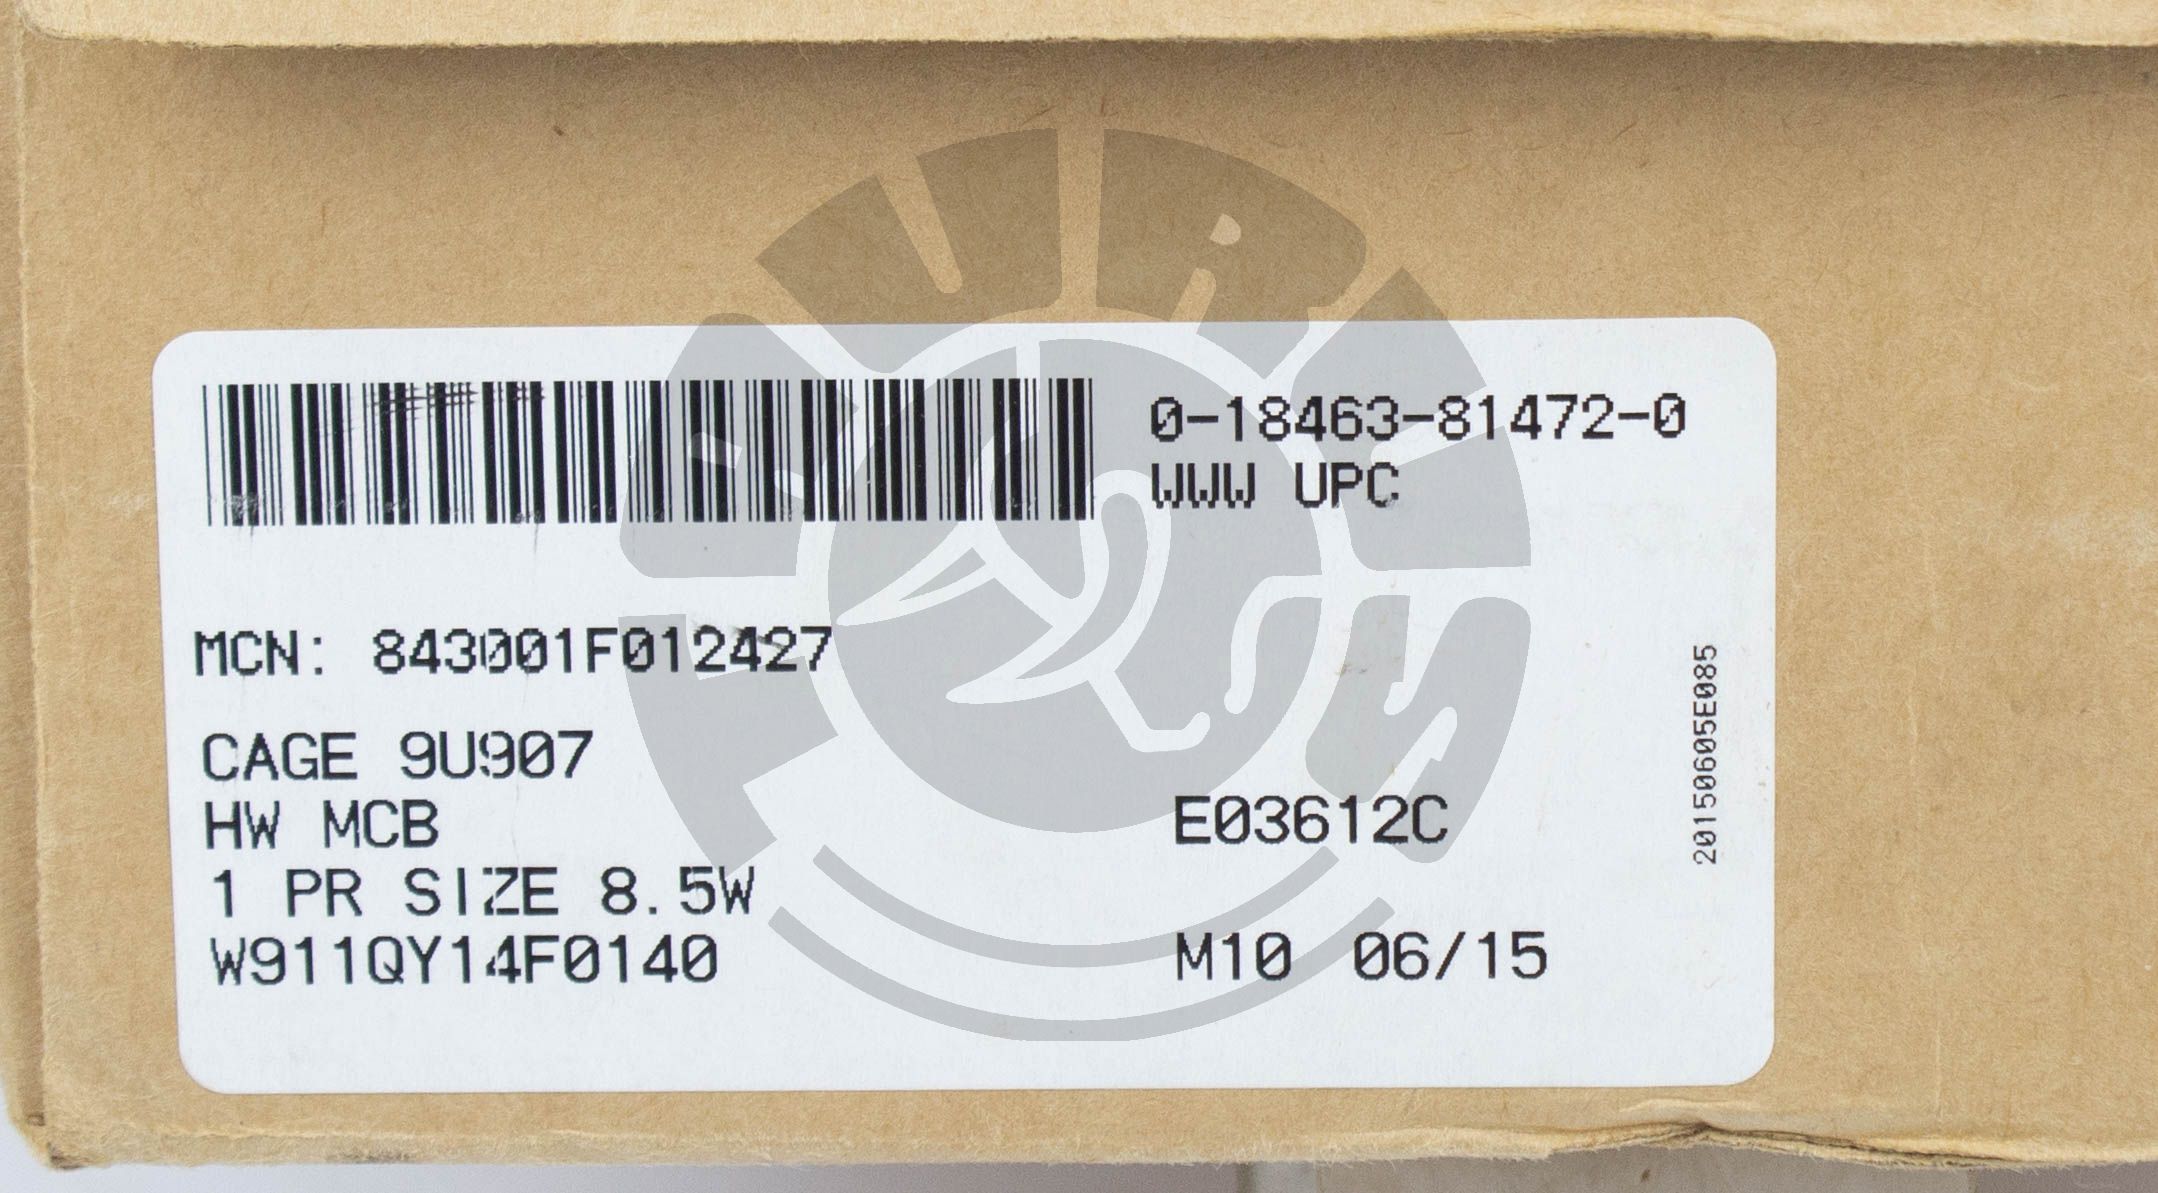 0-18463-81472-0
WWW UPC
MCN: 843001F012427
CAGE 9U907
HW MCB
E03612C
1 PR SIZE 8.5W
W911QY14F0140
M10 06/15
20150605E085